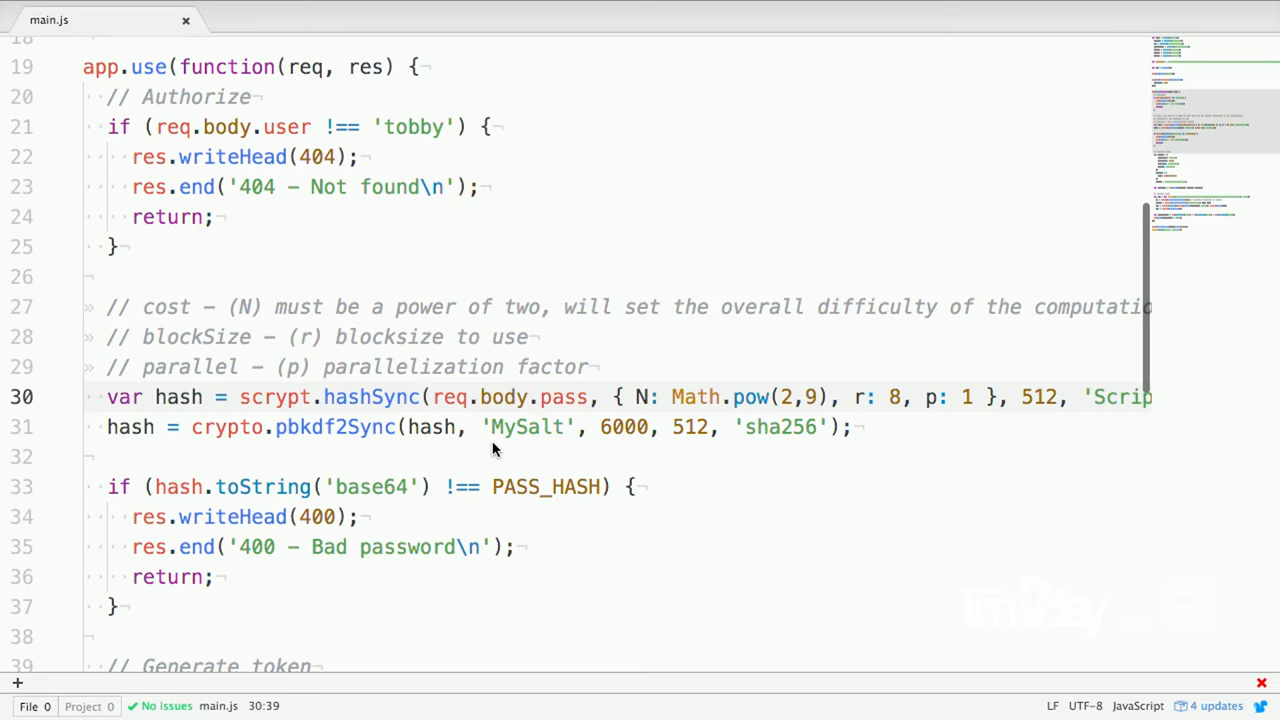 main.js
18
19 app.use(function(req, res) {
20 // Authorize
21 if (req.body.user !== 'tobby') {
22 res.writeHead(404);
23 res.end('404 – Not found\n');
24 return;
25 }
26
27 // cost – (N) must be a power of two, will set the overall difficulty of the computatio
28 // blockSize – (r) blocksize to use
29 // parallel – (p) parallelization factor
30 var hash = scrypt.hashSync(req.body.pass, { N: Math.pow(2,9), r: 8, p: 1 }, 512, 'Scrip
31 hash = crypto.pbkdf2Sync(hash, 'MySalt', 6000, 512, 'sha256');
32
33 if (hash.toString('base64') !== PASS_HASH) {
34 res.writeHead(400);
35 res.end('400 – Bad password\n');
36 return;
37 }
38
39 // Generate token
+
File 0 Project 0 No Issues main.js 30:39 LF UTF-8 JavaScript 4 updates